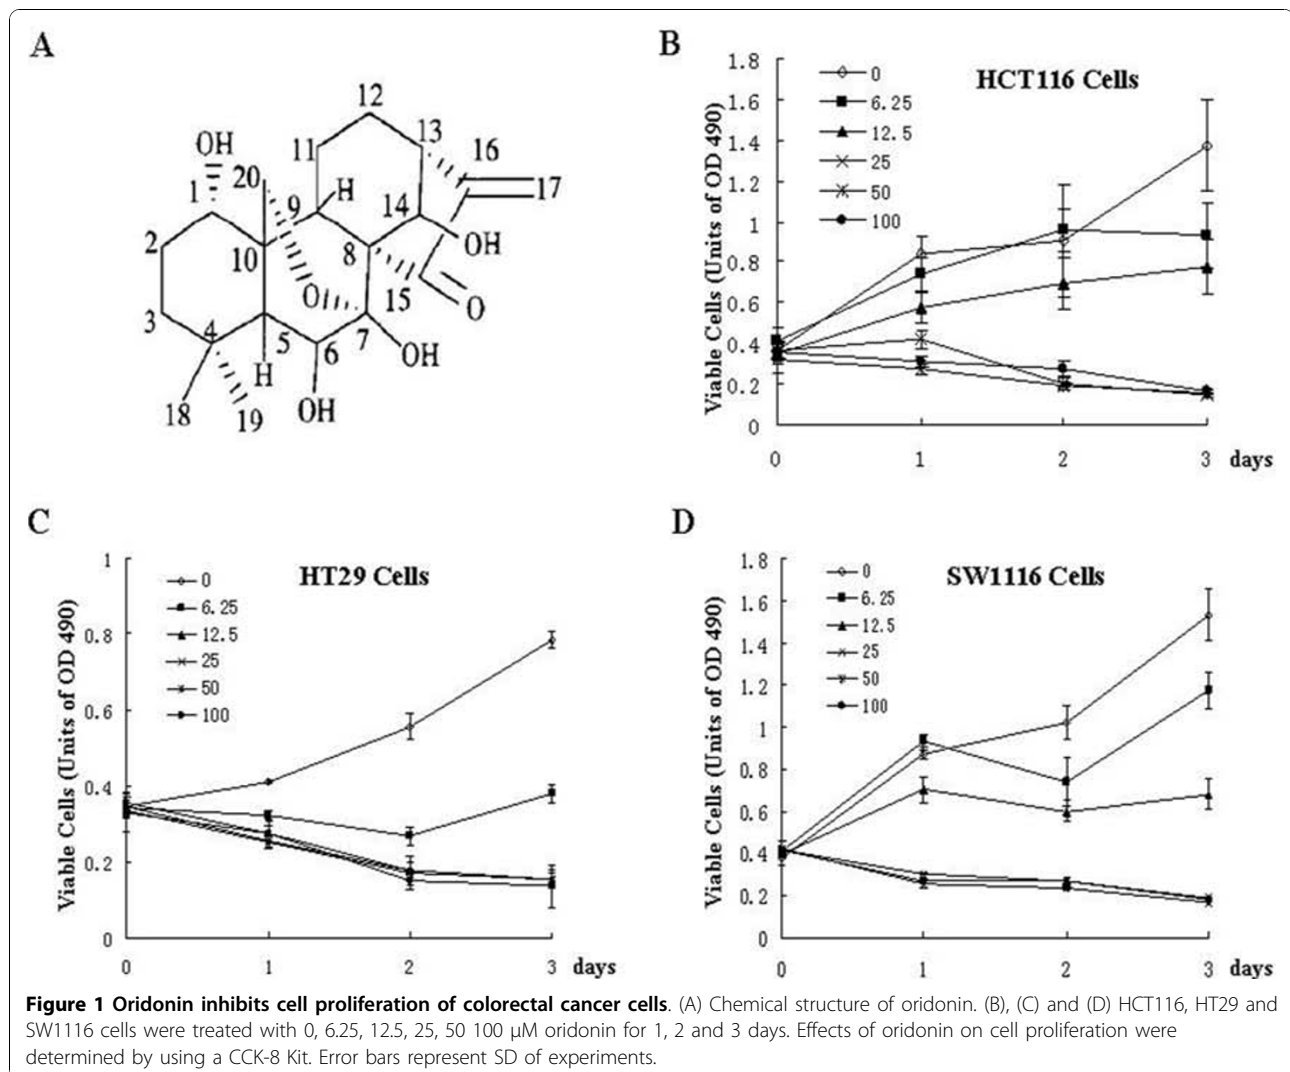 A
OH
1
2
3
4
5
6
7
8
9
10
11
12
13
14
15
16
17
18
19
20
H
H
O
O
OH
OH
OH
B
HCT116 Cells
Viable Cells (Units of OD 490)
1.8
1.6
1.4
1.2
1
0.8
0.6
0.4
0.2
0
0
6.25
12.5
25
50
100
0 1 2 3 days
C
HT29 Cells
Viable Cells (Units of OD 490)
1
0.8
0.6
0.4
0.2
0
0
6.25
12.5
25
50
100
0 1 2 3 days
D
SW1116 Cells
Viable Cells (Units of OD 490)
1.8
1.6
1.4
1.2
1
0.8
0.6
0.4
0.2
0
0
6.25
12.5
25
50
100
0 1 2 3 days
Figure 1 Oridonin inhibits cell proliferation of colorectal cancer cells. (A) Chemical structure of oridonin. (B), (C) and (D) HCT116, HT29 and
SW1116 cells were treated with 0, 6.25, 12.5, 25, 50 100 μM oridonin for 1, 2 and 3 days. Effects of oridonin on cell proliferation were
determined by using a CCK-8 Kit. Error bars represent SD of experiments.